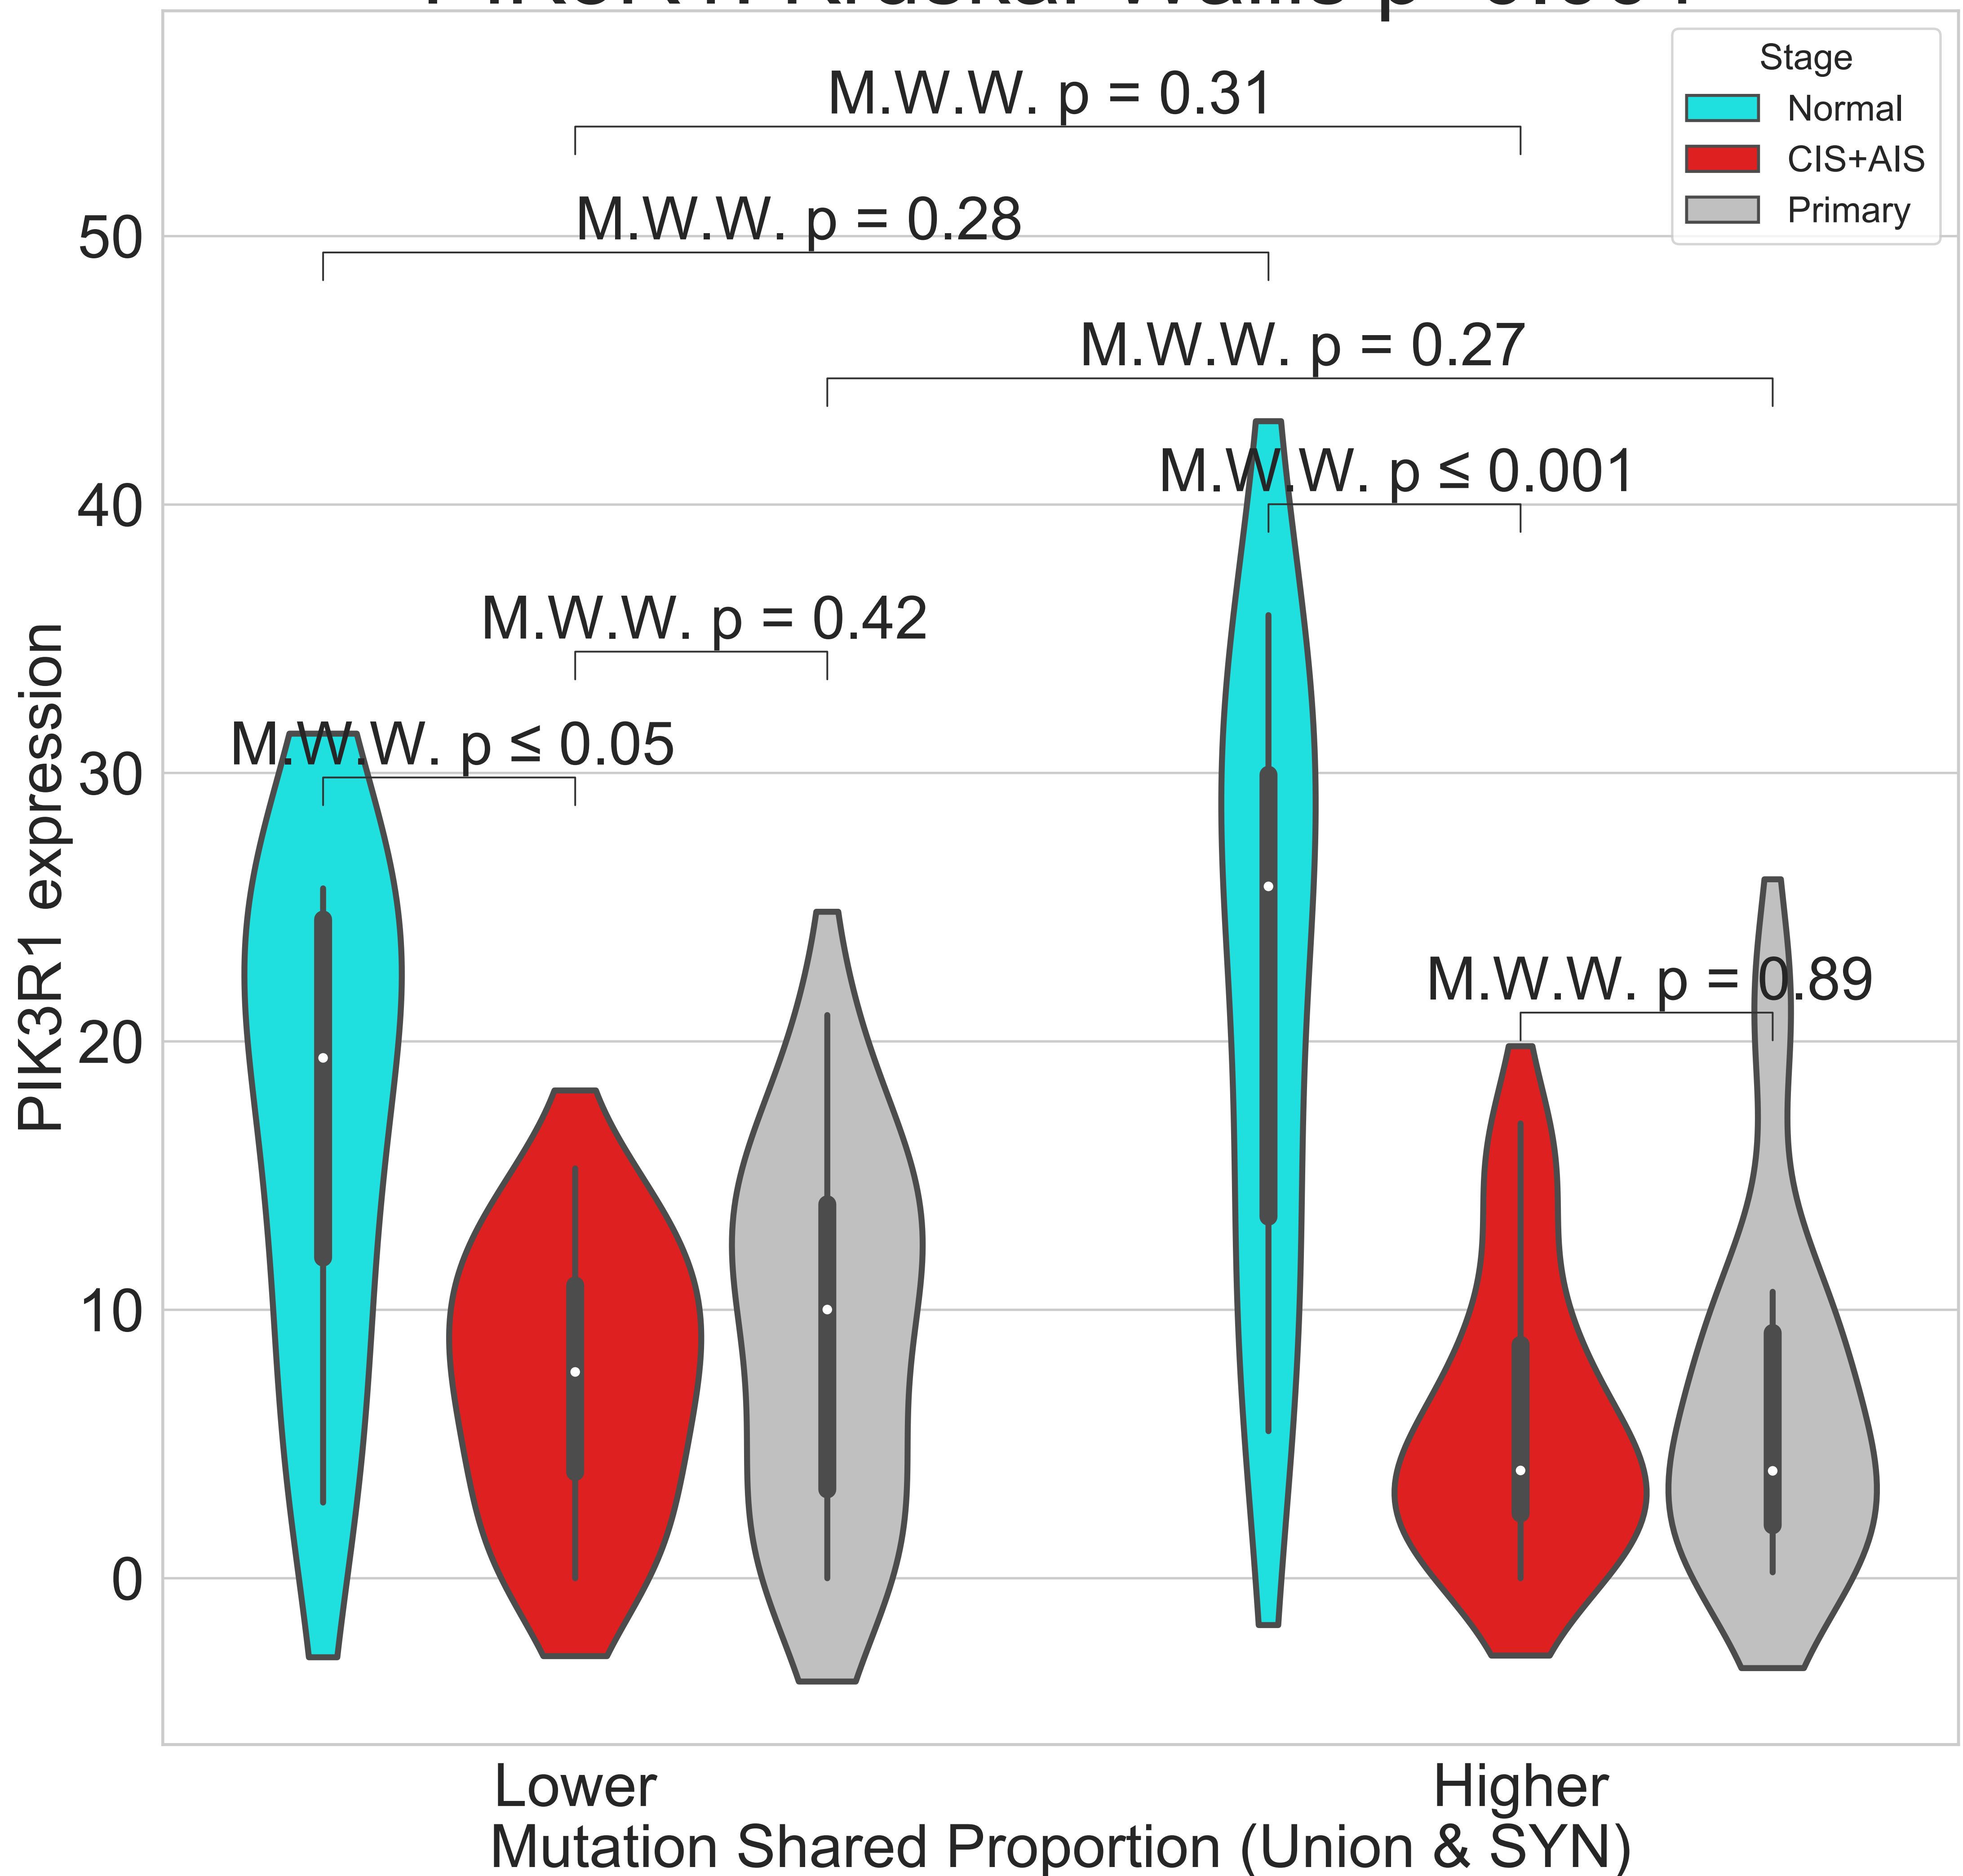 Stage
Normal
CIS+AIS
Primary
M.W.W. p = 0.31
M.W.W. p = 0.28
M.W.W. p = 0.27
M.W.W. p ≤ 0.001
M.W.W. p = 0.42
M.W.W. p ≤ 0.05
M.W.W. p = 0.89
PIK3R1 expression
50
40
30
20
10
0
Lower
Higher
Mutation Shared Proportion (Union & SYN)